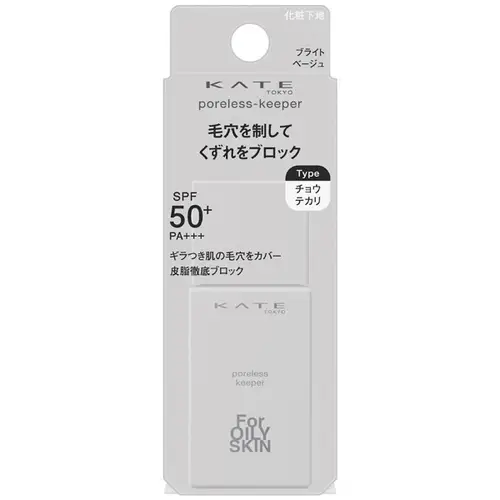 化粧下地
ブライト
ベージュ
KATE
TOKYO
poreless-keeper
毛穴を制して
くずれをブロック
Type
チョウ
テカリ
SPF
50+
PA+++
ギラつき肌の毛穴をカバー
皮脂徹底ブロック
KATE
TOKYO
poreless
keeper
For
OILY
SKIN